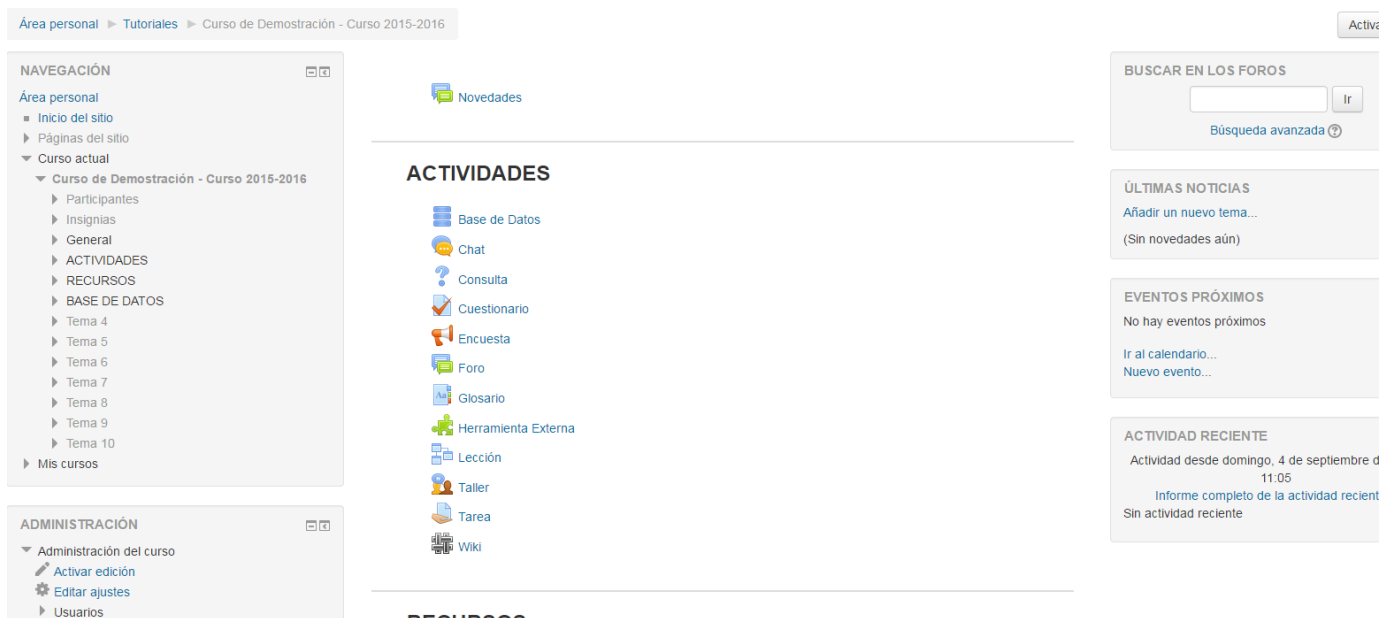 Área personal ▶ Tutoriales ▶ Curso de Demostración - Curso 2015-2016
NAVEGACIÓN
Área personal
Inicio del sitio
Páginas del sitio
Curso actual
Curso de Demostración - Curso 2015-2016
Participantes
Insignias
General
ACTIVIDADES
RECURSOS
BASE DE DATOS
Tema 4
Tema 5
Tema 6
Tema 7
Tema 8
Tema 9
Tema 10
Mis cursos
ADMINISTRACIÓN
Administración del curso
Activar edición
Editar ajustes
Usuarios
Novedades
ACTIVIDADES
Base de Datos
Chat
Consulta
Cuestionario
Encuesta
Foro
Glosario
Herramienta Externa
Lección
Taller
Tarea
Wiki
RECURSOS
Activa
BUSCAR EN LOS FOROS
Ir
Búsqueda avanzada
ÚLTIMAS NOTICIAS
Añadir un nuevo tema...
(Sin novedades aún)
EVENTOS PRÓXIMOS
No hay eventos próximos
Ir al calendario...
Nuevo evento...
ACTIVIDAD RECIENTE
Actividad desde domingo, 4 de septiembre d
11:05
Informe completo de la actividad recient
Sin actividad reciente